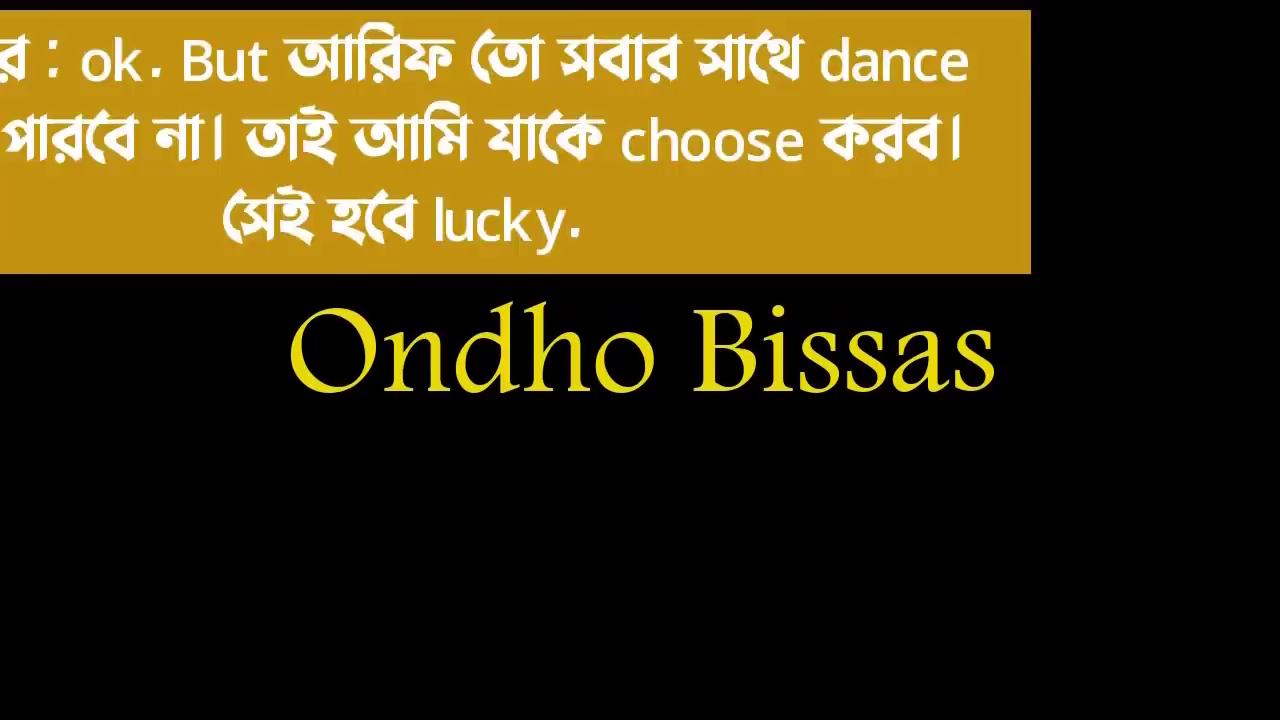 র : ok. But আরিফ তো সবার সাথে dance
পারবে না। তাই আমি যাকে choose করব।
সেই হবে lucky.
Ondho Bissas